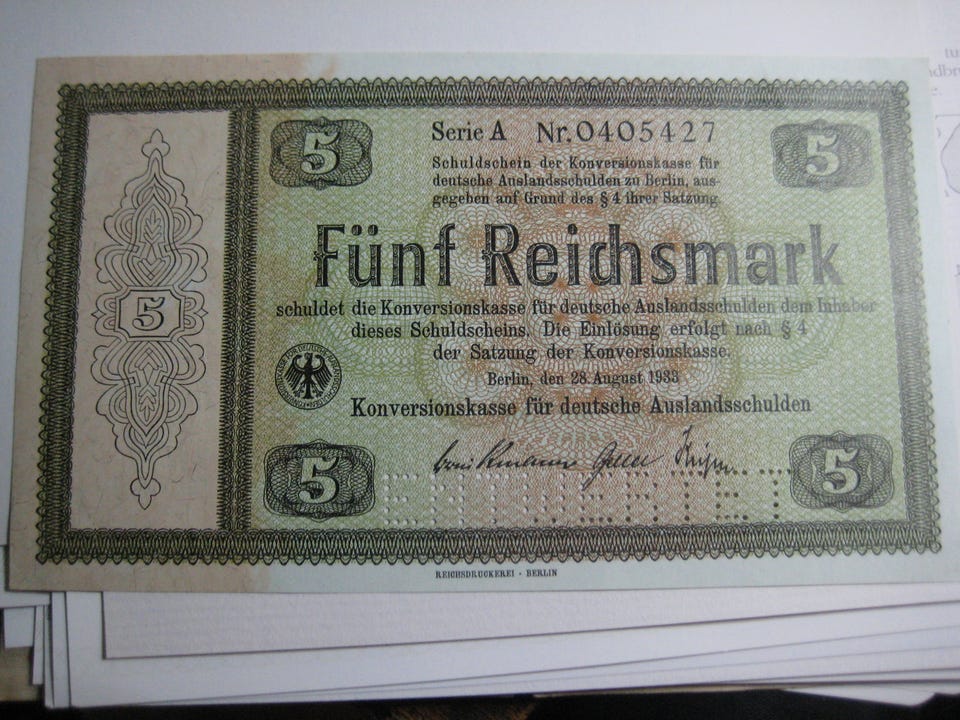 5 Serie A Nr. 0405427 5
Schuldschein der Konversionskasse für
deutsche Auslandsschulden zu Berlin, aus-
gegeben auf Grund des § 4 ihrer Satzung
Fünf Reichsmark
schuldet die Konversionskasse für deutsche Auslandsschulden dem Inhaber
dieses Schuldscheins. Die Einlösung erfolgt nach § 4
der Satzung der Konversionskasse.
5
Berlin, den 28. August 1933
Konversionskasse für deutsche Auslandsschulden
5 5
ENTWERTET
REICHSDRUCKEREI · BERLIN